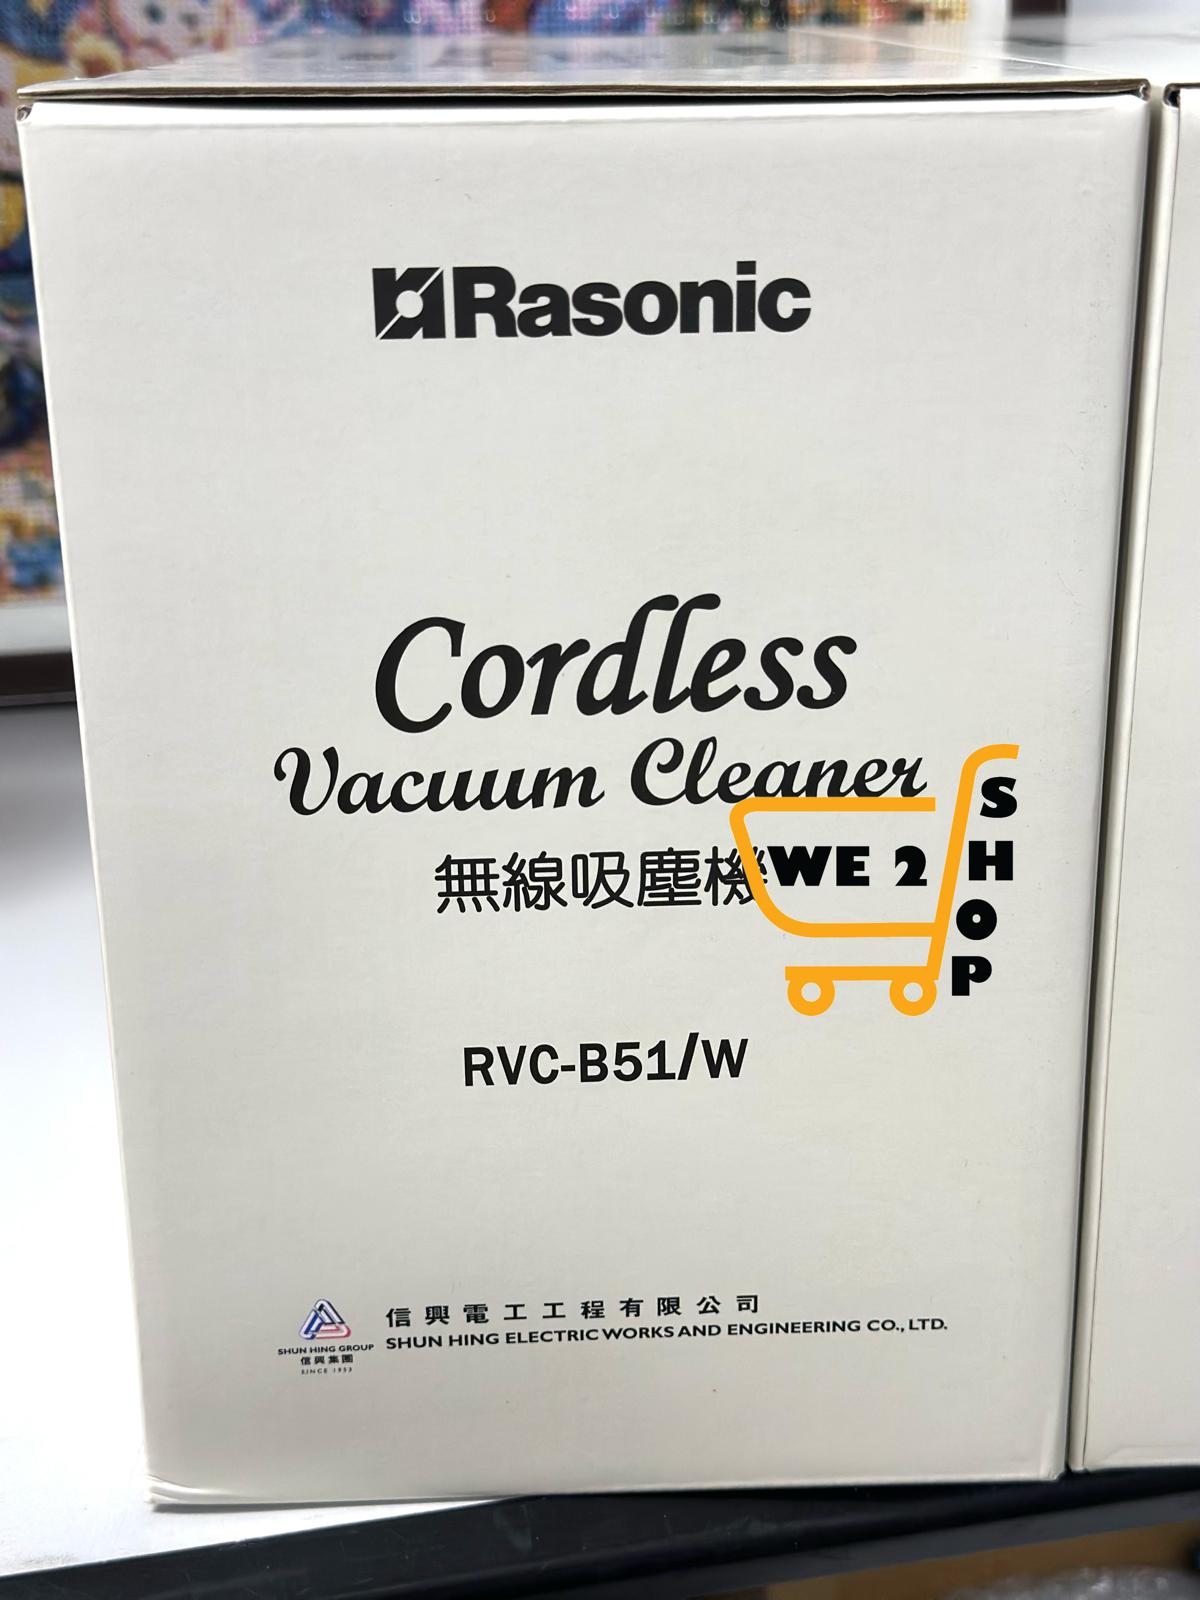 Rasonic
Cordless
Vacuum Cleaner
無線吸塵機
WE 2
SHOP
RVC-B51/W
信興電工工程有限公司
SHUN HING ELECTRIC WORKS AND ENGINEERING CO., LTD.
SHUN HING GROUP
信興集團
SINCE 1953